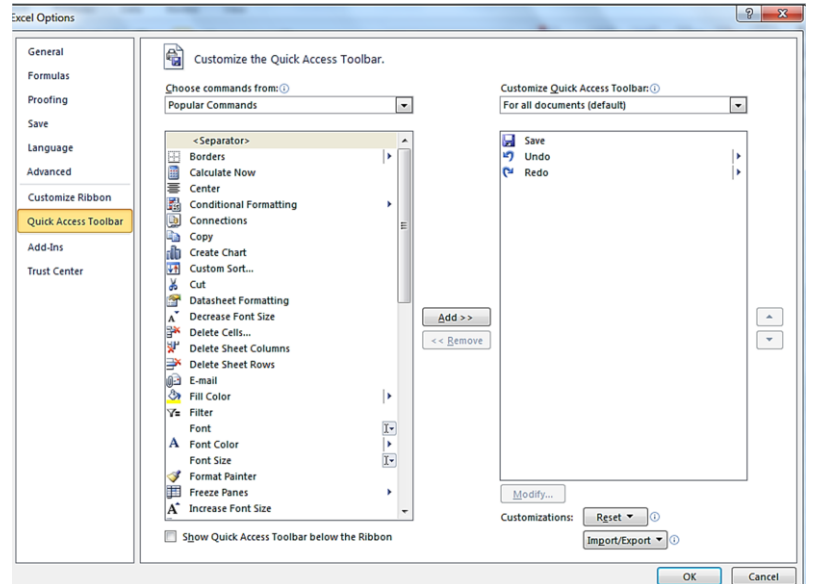 Excel Options
General
Formulas
Proofing
Save
Language
Advanced
Customize Ribbon
Quick Access Toolbar
Add-Ins
Trust Center
Customize the Quick Access Toolbar.
Choose commands from:
Popular Commands
<Separator>
Borders
Calculate Now
Center
Conditional Formatting
Connections
Copy
Create Chart
Custom Sort...
Cut
Datasheet Formatting
Decrease Font Size
Delete Cells...
Delete Sheet Columns
Delete Sheet Rows
E-mail
Fill Color
Filter
Font
Font Color
Font Size
Format Painter
Freeze Panes
Increase Font Size
Show Quick Access Toolbar below the Ribbon
Add >>
<< Remove
Customize Quick Access Toolbar:
For all documents (default)
Save
Undo
Redo
Modify...
Customizations:
Reset
Import/Export
OK
Cancel